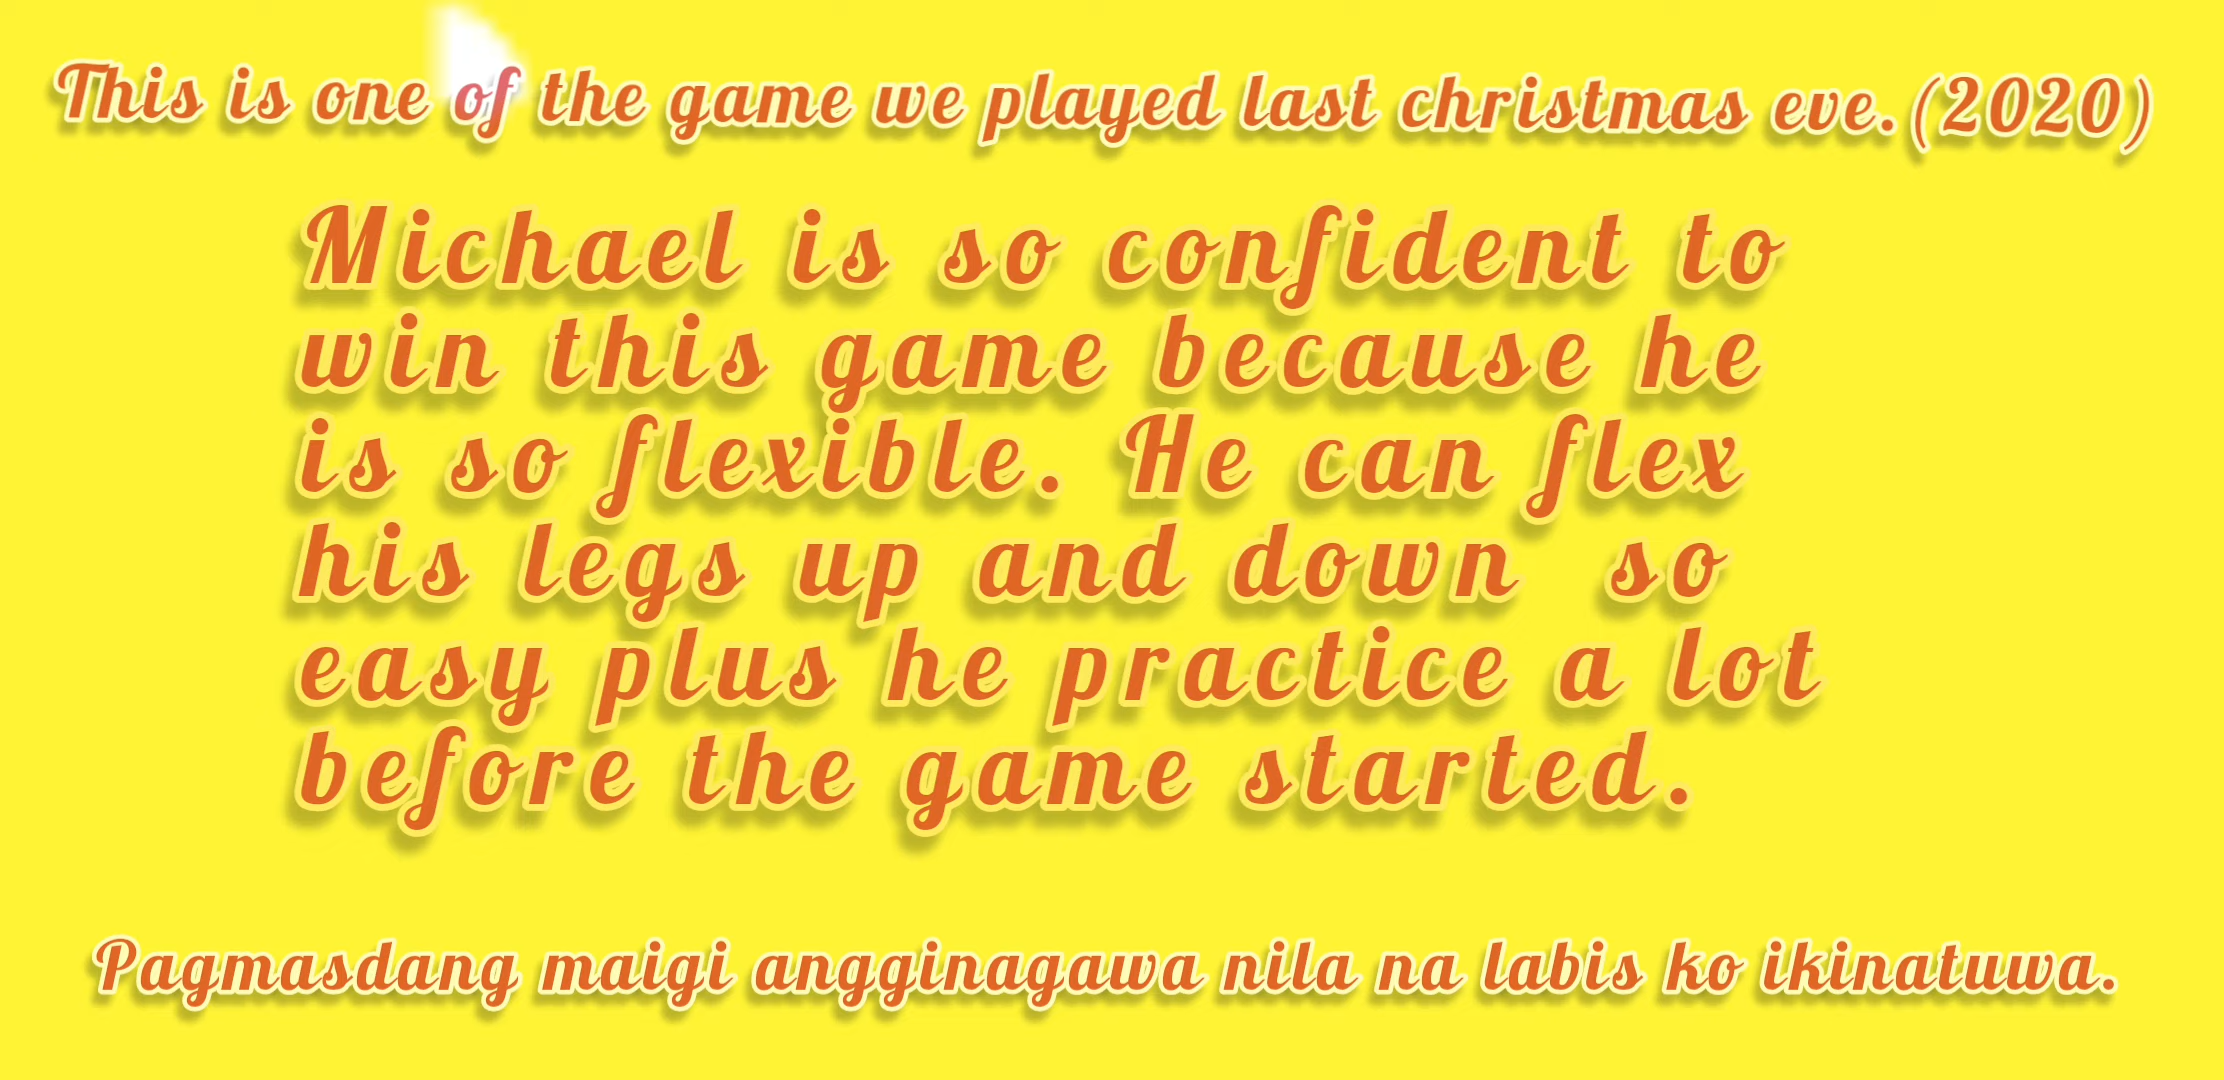 This is one of the game we played last christmas eve.(2020)
Michael is so confident to
win this game because he
is so flexible. He can flex
his legs up and down so
easy plus he practice a lot
before the game started.
Pagmasdang maigi angginagawa nila na labis ko ikinatuwa.